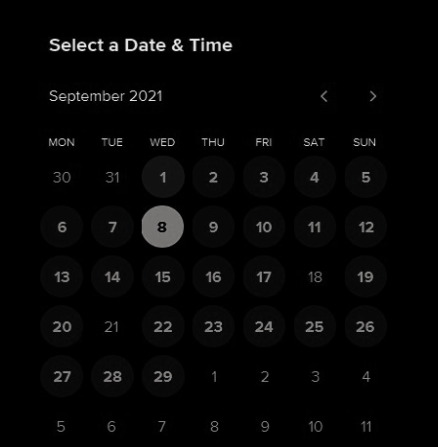 Select a Date & Time
September 2021
MON TUE WED THU FRI SAT SUN
30 31 1 2 3 4 5
6 7 8 9 10 11 12
13 14 15 16 17 18 19
20 21 22 23 24 25 26
27 28 29 1 2 3 4
5 6 7 8 9 10 11